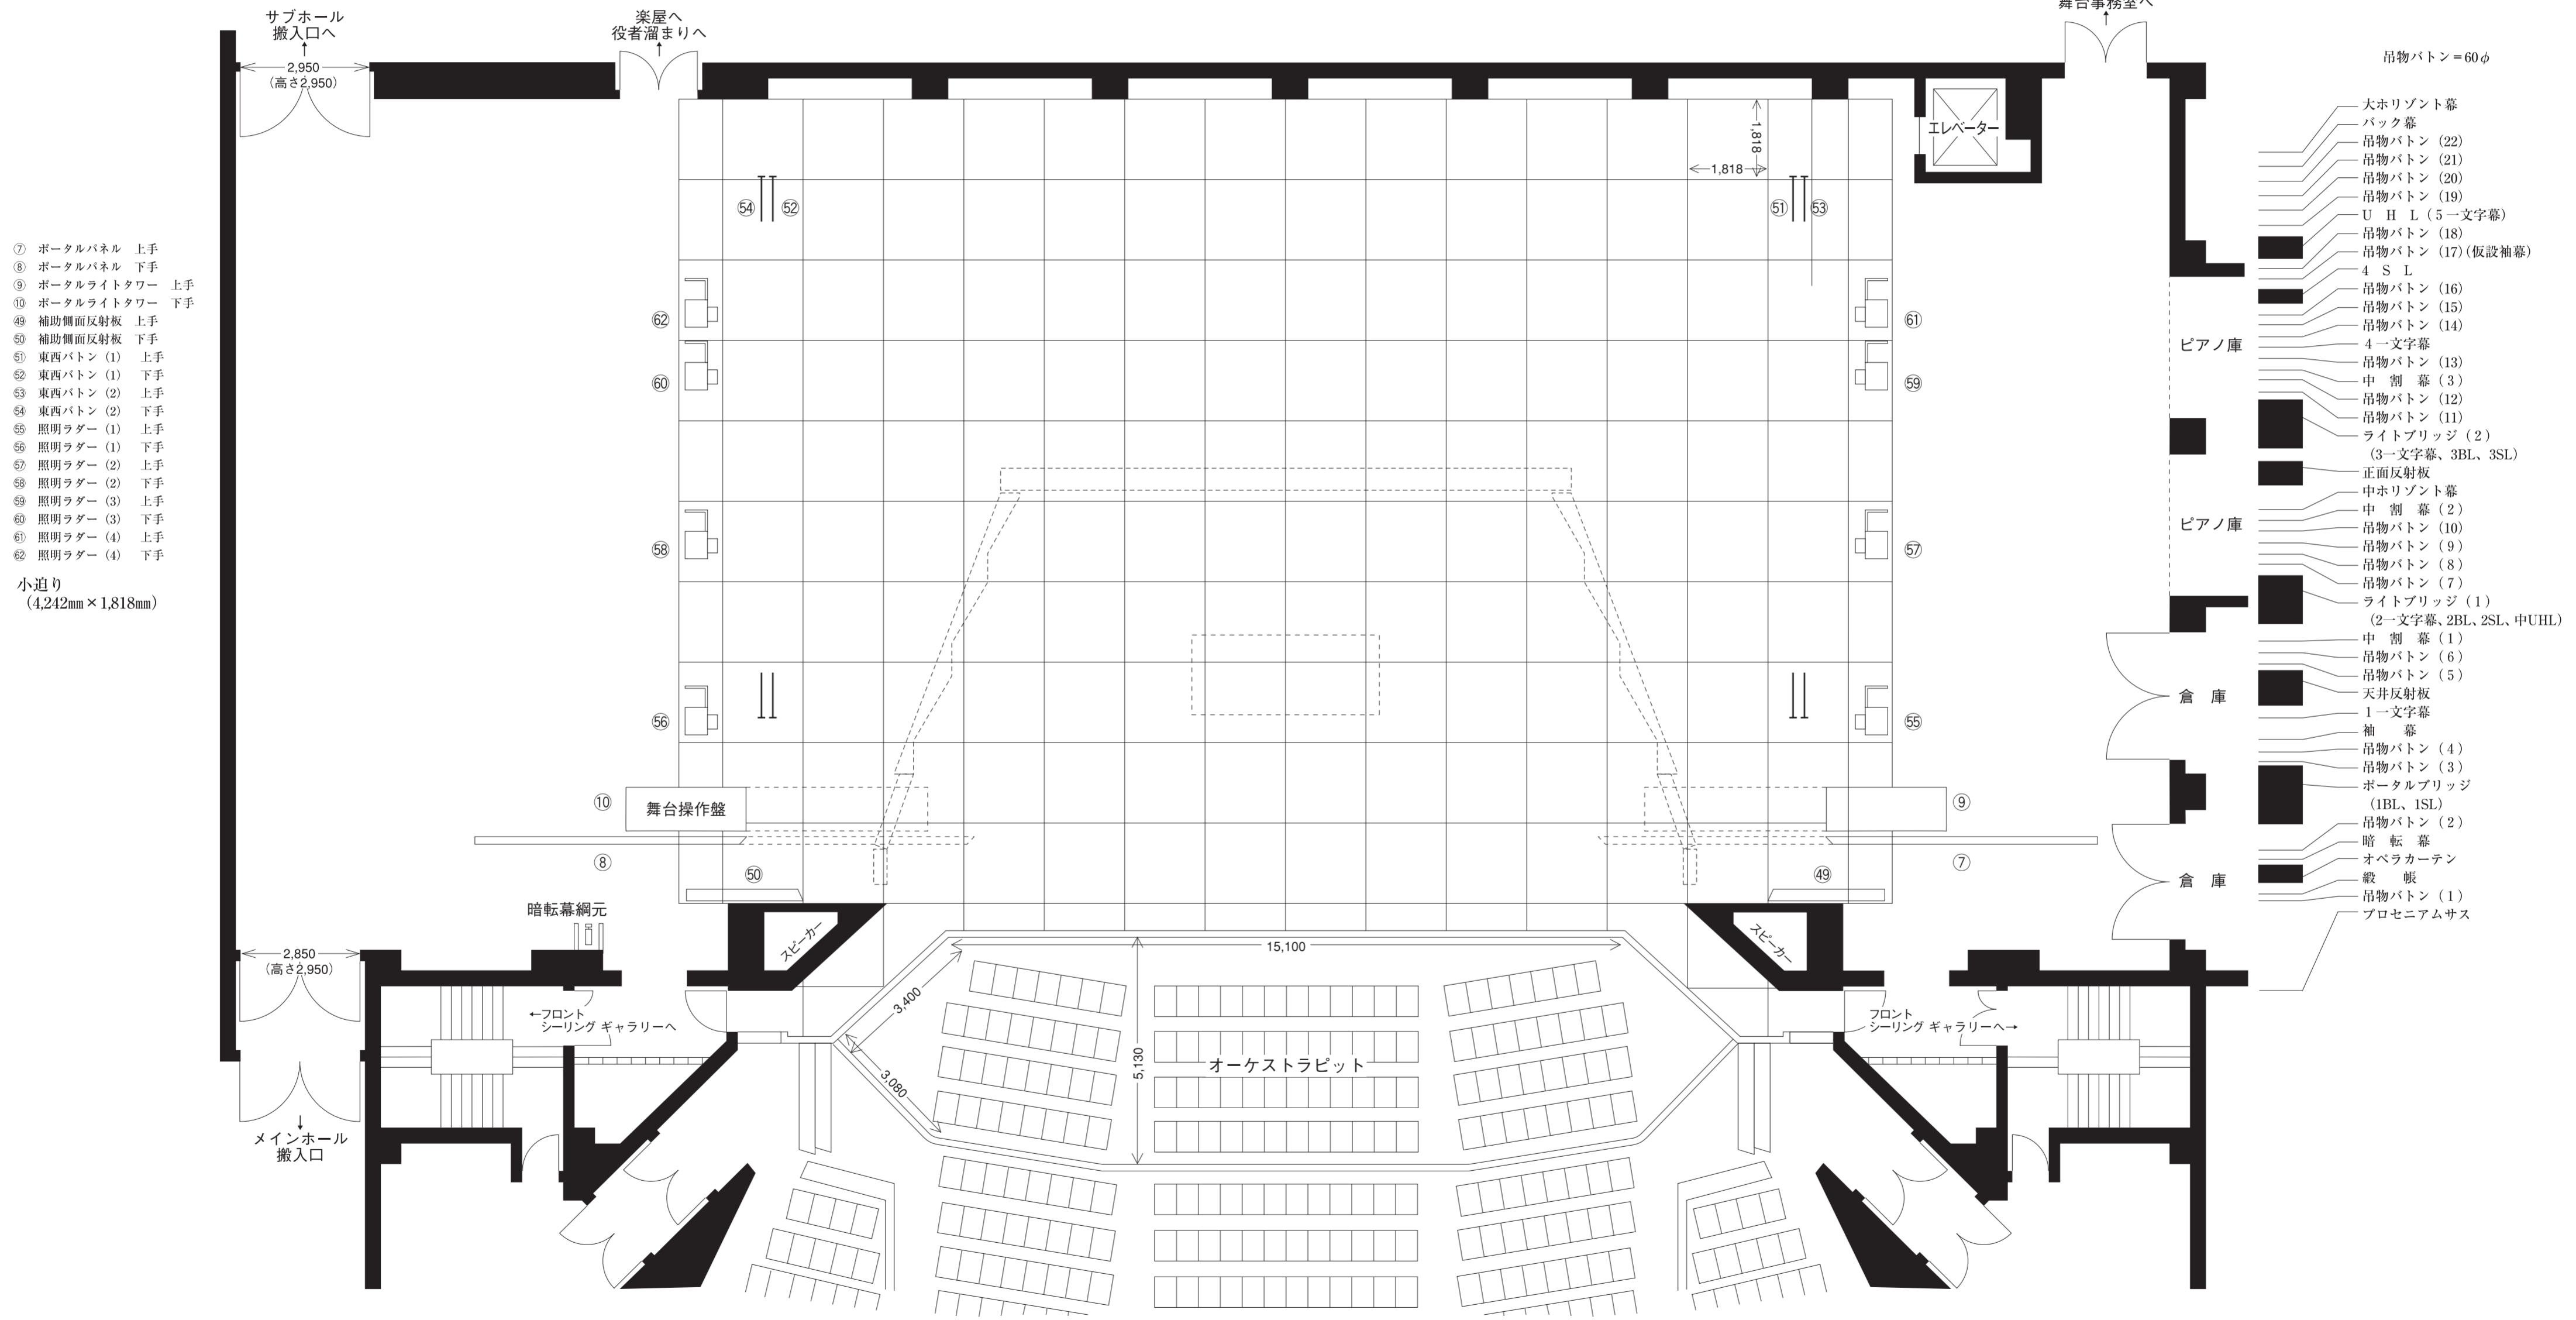 サブホール
搬入口へ
2,950
（高さ2,950）
楽屋へ
役者溜まりへ
舞台事務室へ
エレベーター
1,818
1,818
54
52
51
53
62
61
60
59
58
57
56
55
⑩
舞台操作盤
⑨
⑧
⑦
50
49
⑦ ポータルパネル 上手
⑧ ポータルパネル 下手
⑨ ポータルライトタワー 上手
⑩ ポータルライトタワー 下手
㊾ 補助側面反射板 上手
㊿ 補助側面反射板 下手
51 東西バトン（1） 上手
52 東西バトン（1） 下手
53 東西バトン（2） 上手
54 東西バトン（2） 下手
55 照明ラダー（1） 上手
56 照明ラダー（1） 下手
57 照明ラダー（2） 上手
58 照明ラダー（2） 下手
59 照明ラダー（3） 上手
60 照明ラダー（3） 下手
61 照明ラダー（4） 上手
62 照明ラダー（4） 下手
小迫り
（4,242㎜×1,818㎜）
ピアノ庫
ピアノ庫
倉　庫
倉　庫
暗転幕綱元
2,850
（高さ2,950）
スピーカー
スピーカー
15,100
3,400
3,080
5,130
オーケストラピット
←フロント
シーリング ギャラリーへ
フロント
シーリング ギャラリーへ→
↓
メインホール
搬入口
吊物バトン＝60φ
大ホリゾント幕
バック幕
吊物バトン（22）
吊物バトン（21）
吊物バトン（20）
吊物バトン（19）
U H L（5一文字幕）
吊物バトン（18）
吊物バトン（17）（仮設袖幕）
4 S L
吊物バトン（16）
吊物バトン（15）
吊物バトン（14）
4一文字幕
吊物バトン（13）
中 割 幕（3）
吊物バトン（12）
吊物バトン（11）
ライトブリッジ（2）
（3一文字幕、3BL、3SL）
正面反射板
中ホリゾント幕
中 割 幕（2）
吊物バトン（10）
吊物バトン（9）
吊物バトン（8）
吊物バトン（7）
ライトブリッジ（1）
（2一文字幕、2BL、2SL、中UHL）
中 割 幕（1）
吊物バトン（6）
吊物バトン（5）
天井反射板
1一文字幕
袖　　幕
吊物バトン（4）
吊物バトン（3）
ポータルブリッジ
（1BL、1SL）
吊物バトン（2）
暗 転 幕
オペラカーテン
緞　　帳
吊物バトン（1）
プロセニアムサス